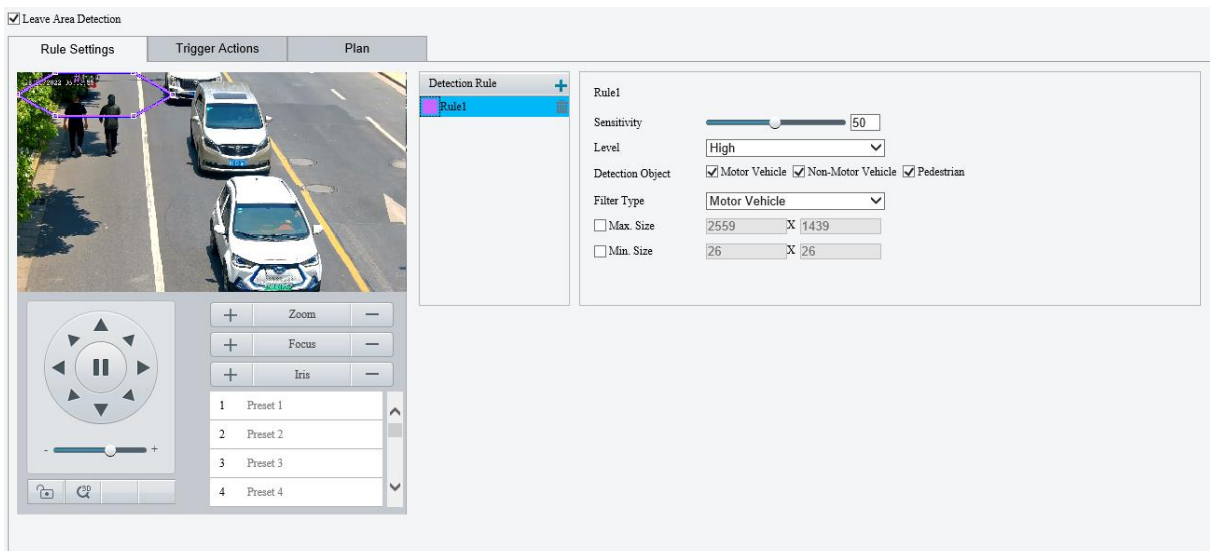 Leave Area Detection
Rule Settings Trigger Actions Plan
Detection Rule
Rule1
Rule1
Sensitivity 50
Level High
Detection Object Motor Vehicle Non-Motor Vehicle Pedestrian
Filter Type Motor Vehicle
Max. Size 2559 X 1439
Min. Size 26 X 26
+ Zoom —
+ Focus —
+ Iris —
1 Preset 1
2 Preset 2
3 Preset 3
4 Preset 4
- +
3D